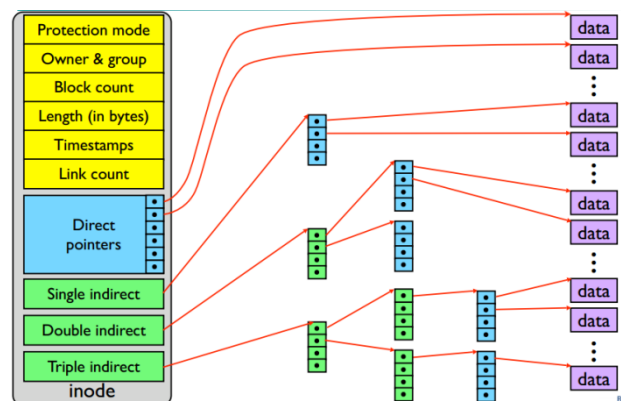 Protection mode
Owner & group
Block count
Length (in bytes)
Timestamps
Link count
Direct
pointers
Single indirect
Double indirect
Triple indirect
inode
data
data
data
data
data
data
data
data
data